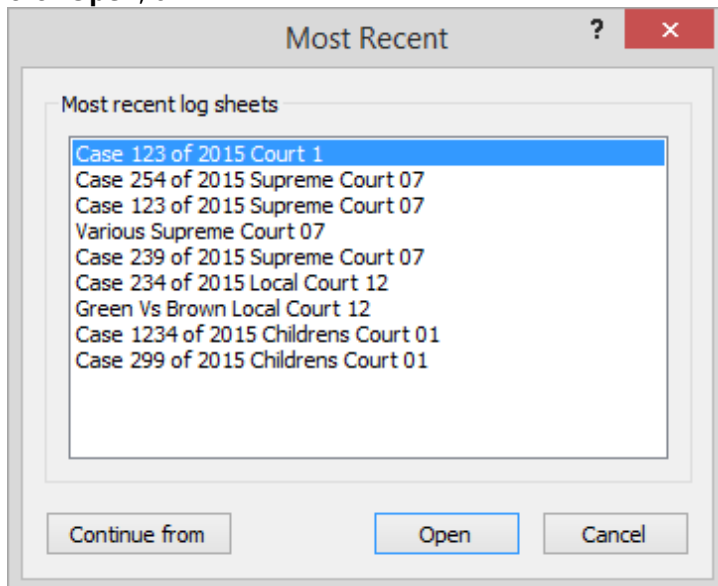 Most Recent ?
Most recent log sheets
Case 123 of 2015 Court 1
Case 254 of 2015 Supreme Court 07
Case 123 of 2015 Supreme Court 07
Various Supreme Court 07
Case 239 of 2015 Supreme Court 07
Case 234 of 2015 Local Court 12
Green Vs Brown Local Court 12
Case 1234 of 2015 Childrens Court 01
Case 299 of 2015 Childrens Court 01
Continue from Open Cancel